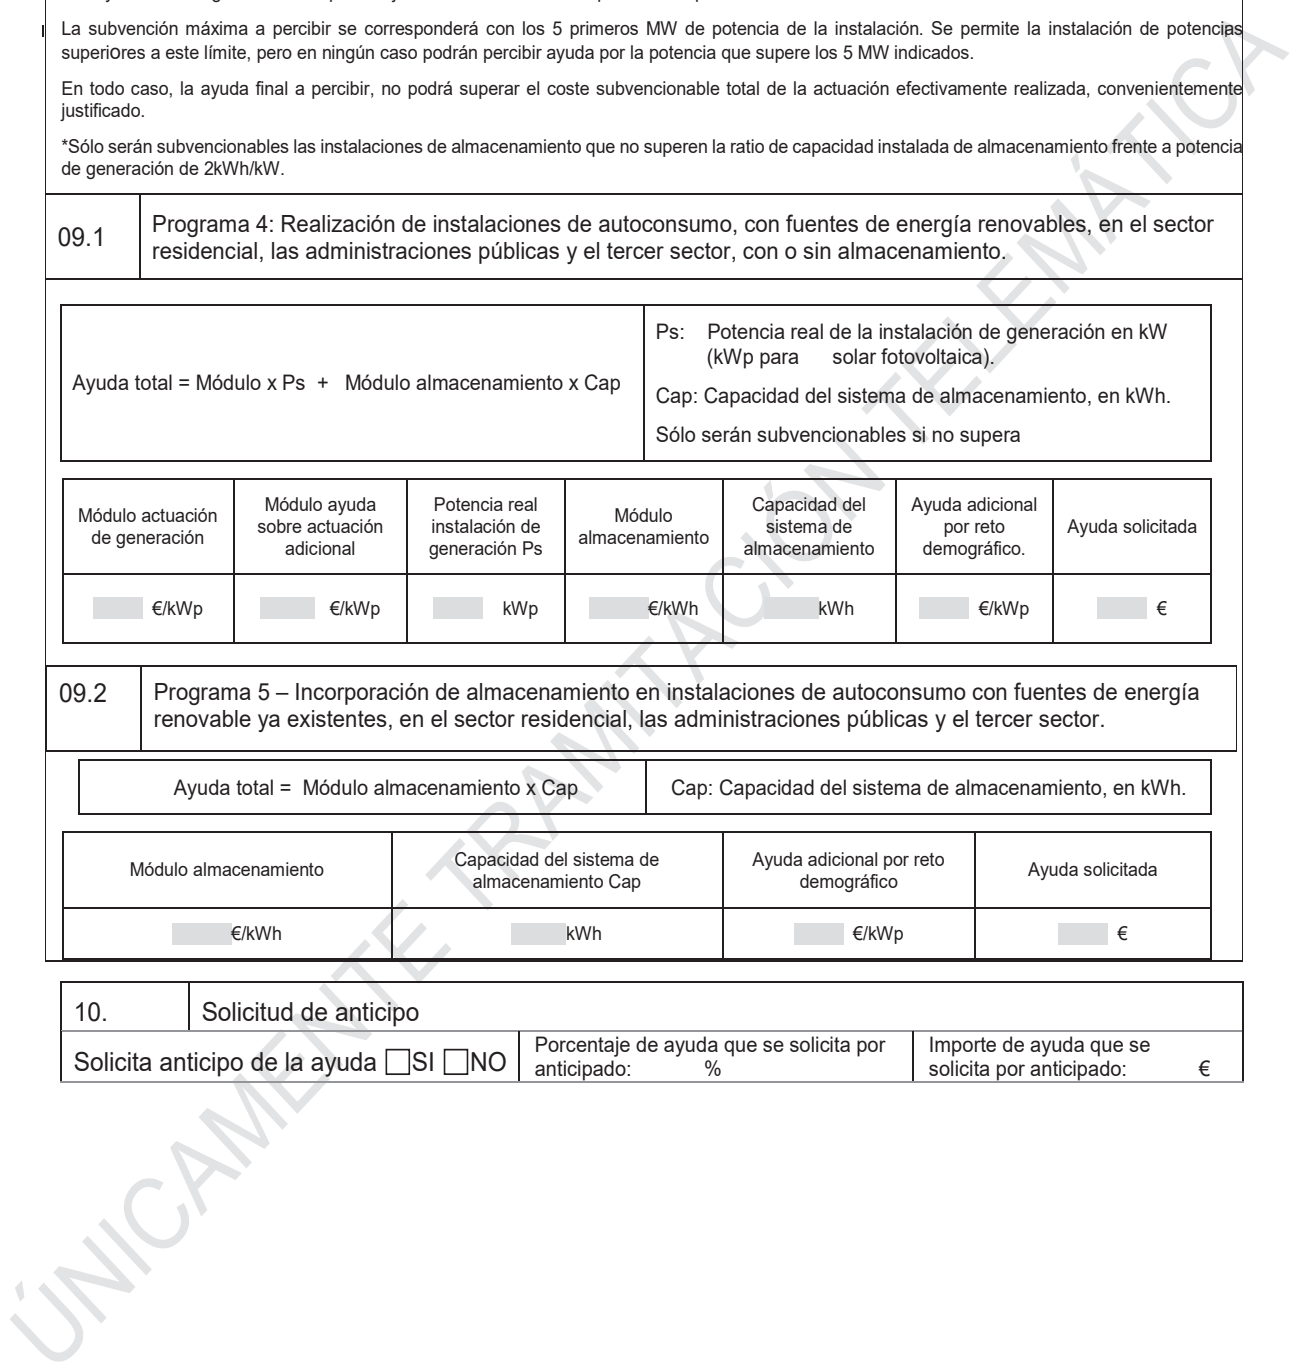 La subvención máxima a percibir se corresponderá con los 5 primeros MW de potencia de la instalación. Se permite la instalación de potencias
superiores a este límite, pero en ningún caso podrán percibir ayuda por la potencia que supere los 5 MW indicados.
En todo caso, la ayuda final a percibir, no podrá superar el coste subvencionable total de la actuación efectivamente realizada, convenientemente
justificado.
*Sólo serán subvencionables las instalaciones de almacenamiento que no superen la ratio de capacidad instalada de almacenamiento frente a potencia
de generación de 2kWh/kW.
09.1
Programa 4: Realización de instalaciones de autoconsumo, con fuentes de energía renovables, en el sector
residencial, las administraciones públicas y el tercer sector, con o sin almacenamiento.
Ayuda total = Módulo x Ps + Módulo almacenamiento x Cap
Ps: Potencia real de la instalación de generación en kW
(kWp para solar fotovoltaica).
Cap: Capacidad del sistema de almacenamiento, en kWh.
Sólo serán subvencionables si no supera
Módulo actuación
de generación
Módulo ayuda
sobre actuación
adicional
Potencia real
instalación de
generación Ps
Módulo
almacenamiento
Capacidad del
sistema de
almacenamiento
Ayuda adicional
por reto
demográfico.
Ayuda solicitada
€/kWp
€/kWp
kWp
€/kWh
kWh
€/kWp
€
09.2
Programa 5 – Incorporación de almacenamiento en instalaciones de autoconsumo con fuentes de energía
renovable ya existentes, en el sector residencial, las administraciones públicas y el tercer sector.
Ayuda total = Módulo almacenamiento x Cap
Cap: Capacidad del sistema de almacenamiento, en kWh.
Módulo almacenamiento
Capacidad del sistema de
almacenamiento Cap
Ayuda adicional por reto
demográfico
Ayuda solicitada
€/kWh
kWh
€/kWp
€
10.
Solicitud de anticipo
Solicita anticipo de la ayuda ☐SI ☐NO
Porcentaje de ayuda que se solicita por
anticipado: %
Importe de ayuda que se
solicita por anticipado: €
ÚNICAMENTE TRAMITACIÓN TELEMÁTICA